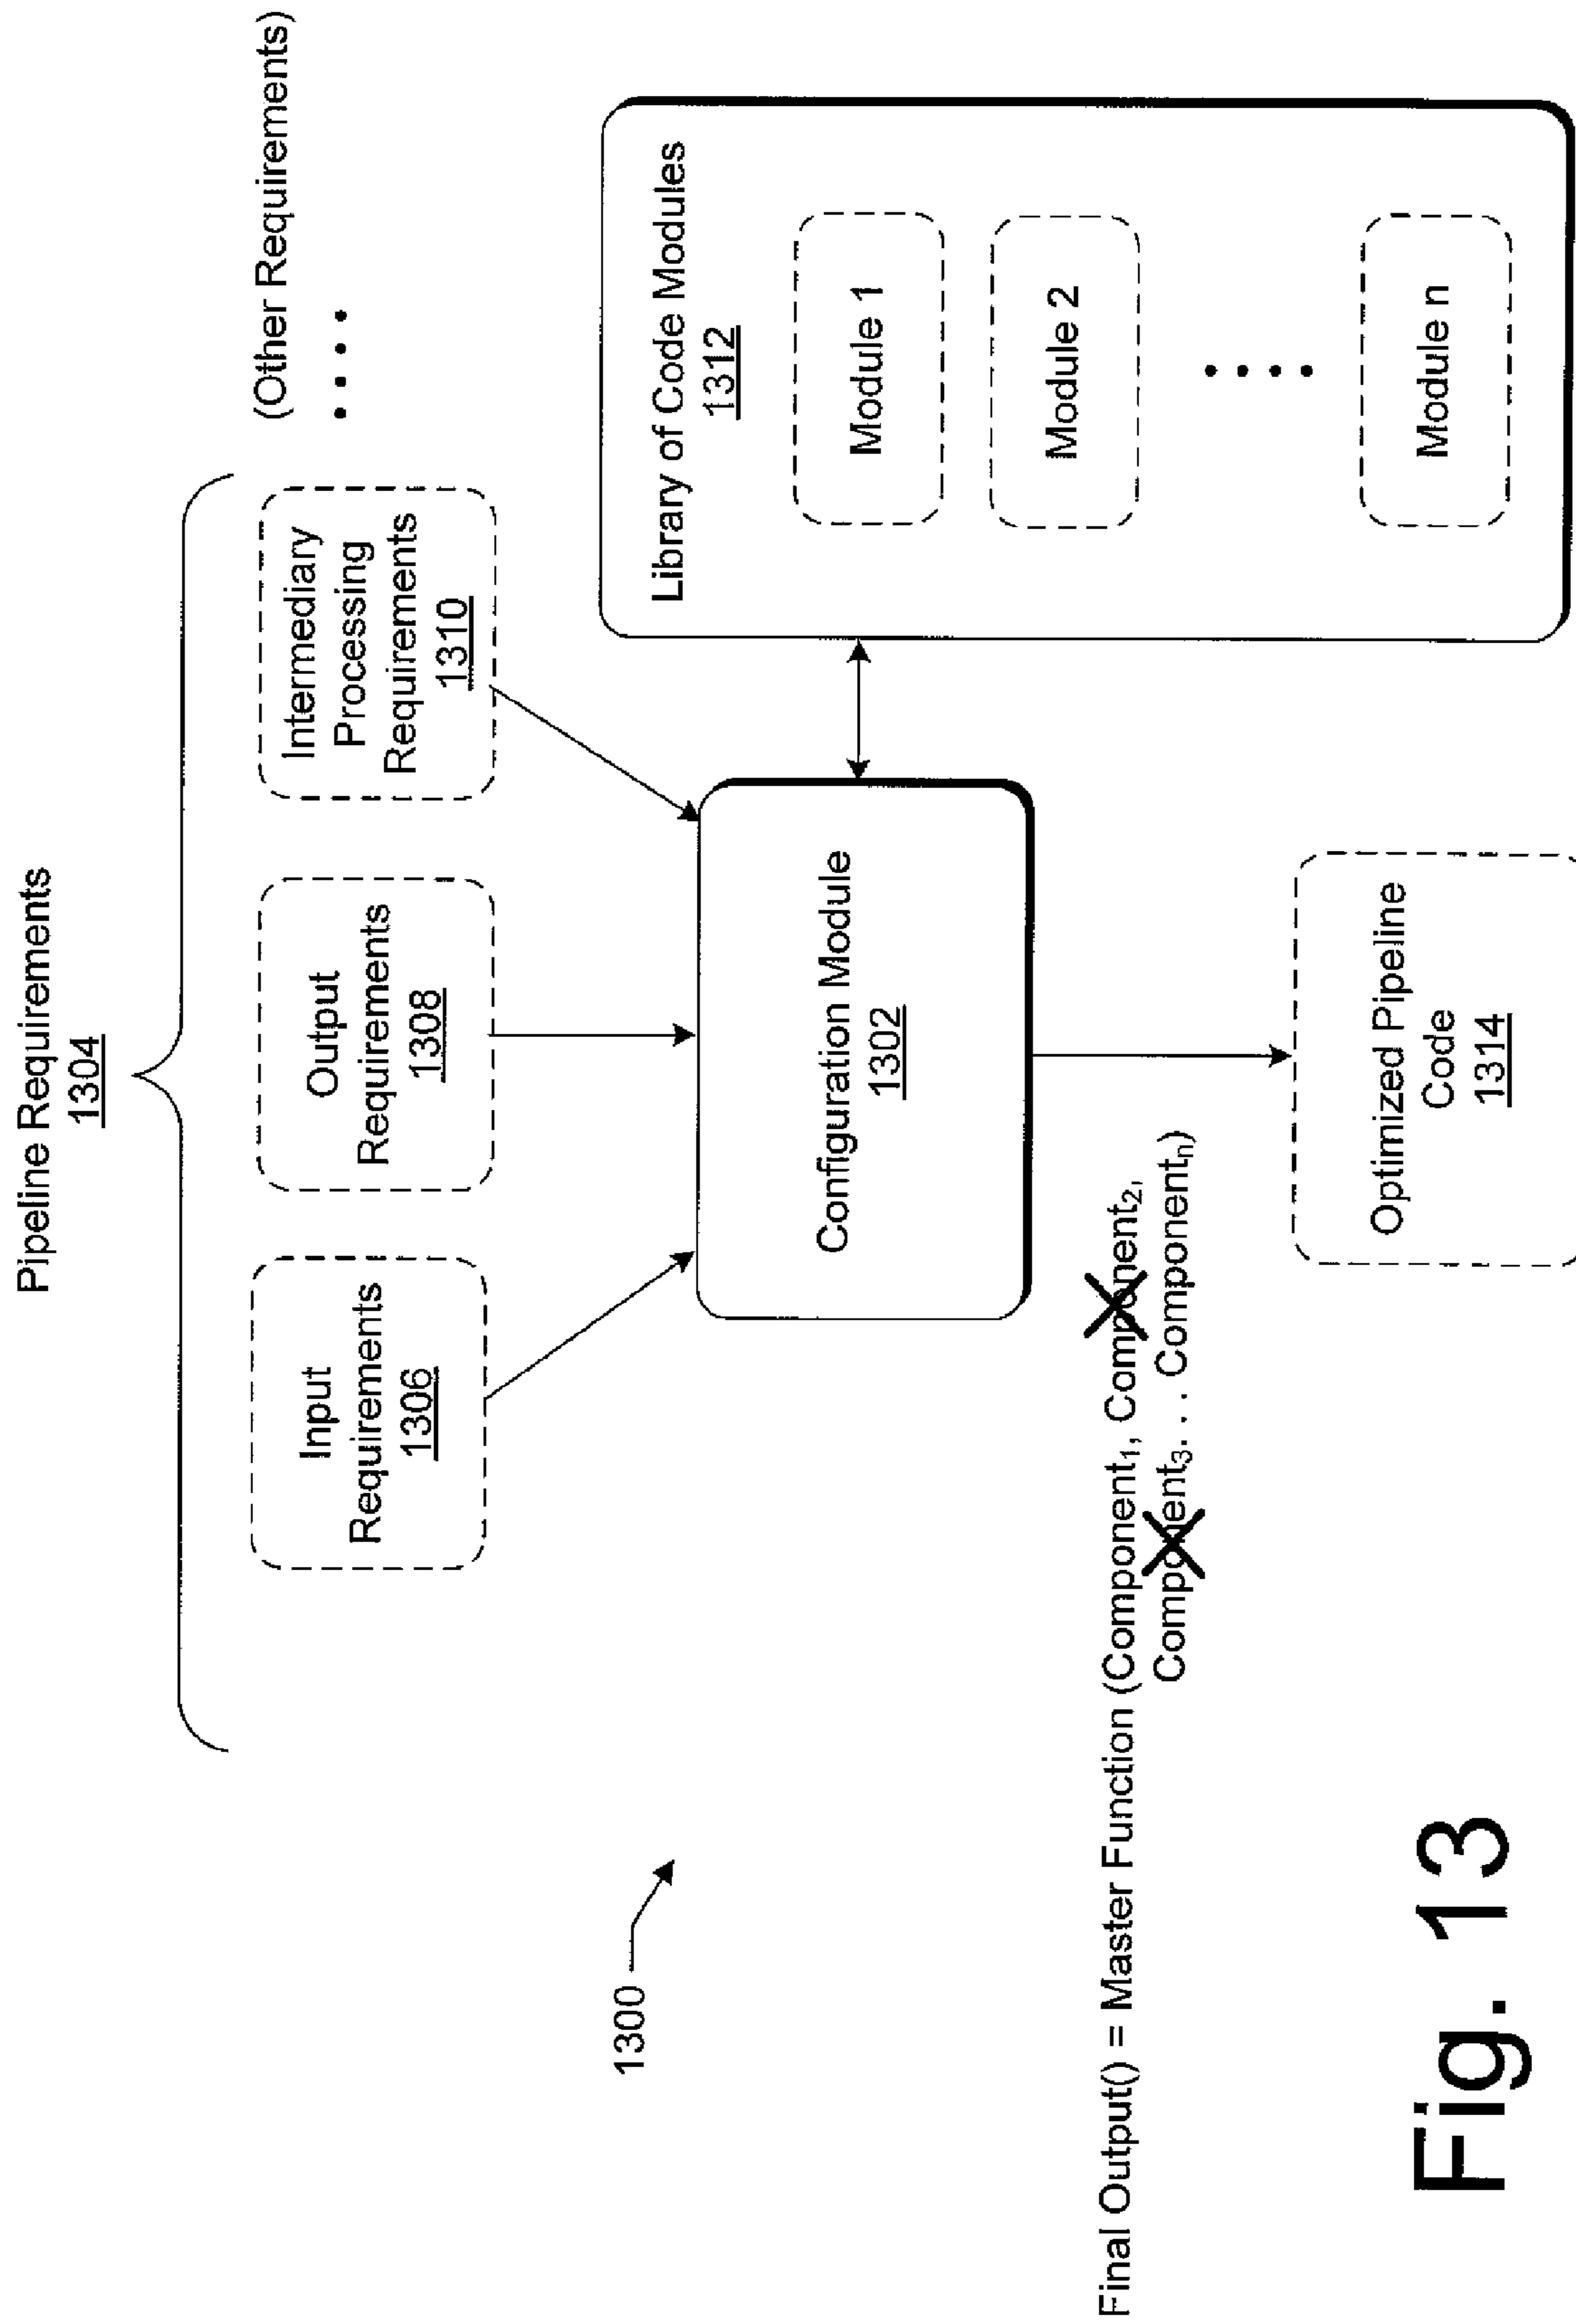 Pipeline Requirements
1304
Input
Requirements
1306
Output
Requirements
1308
Intermediary
Processing
Requirements
1310
(Other Requirements)
. . . .
1300
Configuration Module
1302
Library of Code Modules
1312
Module 1
Module 2
Module n
Final Output() = Master Function (Component₁, Component₂,
Component₃. . . Componentₙ)
Optimized Pipeline
Code
1314
Fig. 13